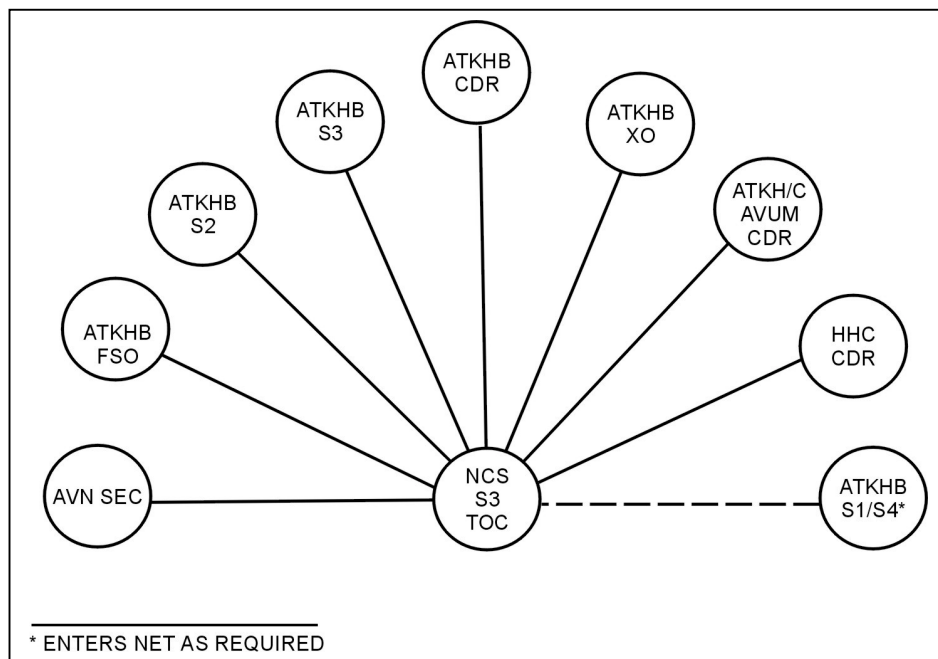 ATKHB
CDR
ATKHB
S3
ATKHB
XO
ATKHB
S2
ATKH/C
AVUM
CDR
ATKHB
FSO
HHC
CDR
AVN SEC
NCS
S3
TOC
ATKHB
S1/S4*
* ENTERS NET AS REQUIRED